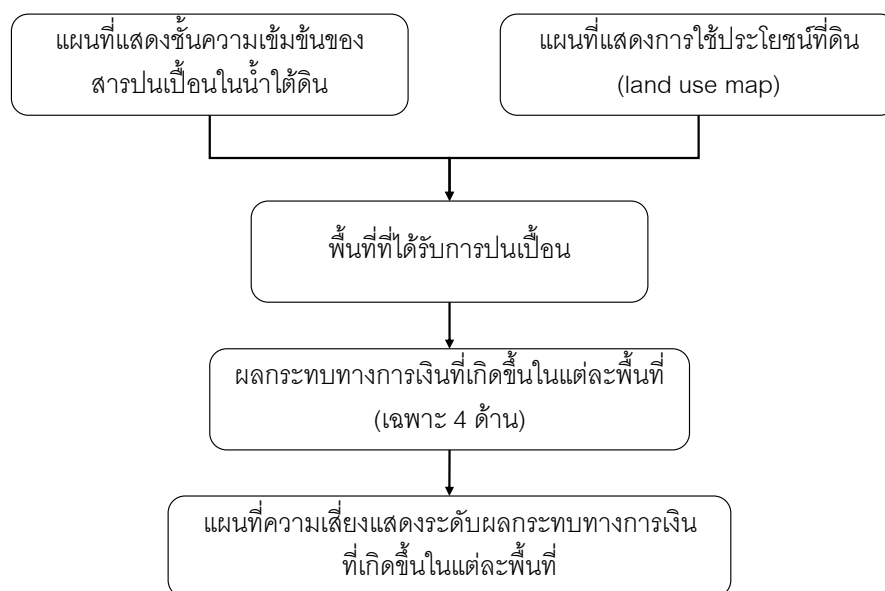 แผนที่แสดงชั้นความเข้มข้นของ
สารปนเปื้อนในน้ำใต้ดิน
แผนที่แสดงการใช้ประโยชน์ที่ดิน
(land use map)
พื้นที่ที่ได้รับการปนเปื้อน
ผลกระทบทางการเงินที่เกิดขึ้นในแต่ละพื้นที่
(เฉพาะ 4 ด้าน)
แผนที่ความเสี่ยงแสดงระดับผลกระทบทางการเงิน
ที่เกิดขึ้นในแต่ละพื้นที่